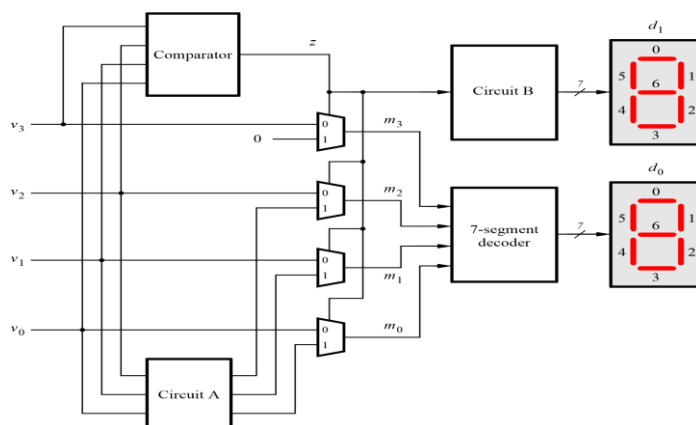 d1
0
5 6 1
4 2
3
Comparator
z
Circuit B
7
v3
0
1
0
m3
v2
0
1
m2
7-segment
decoder
7
d0
0
5 6 1
4 2
3
v1
0
1
m1
v0
0
1
m0
Circuit A